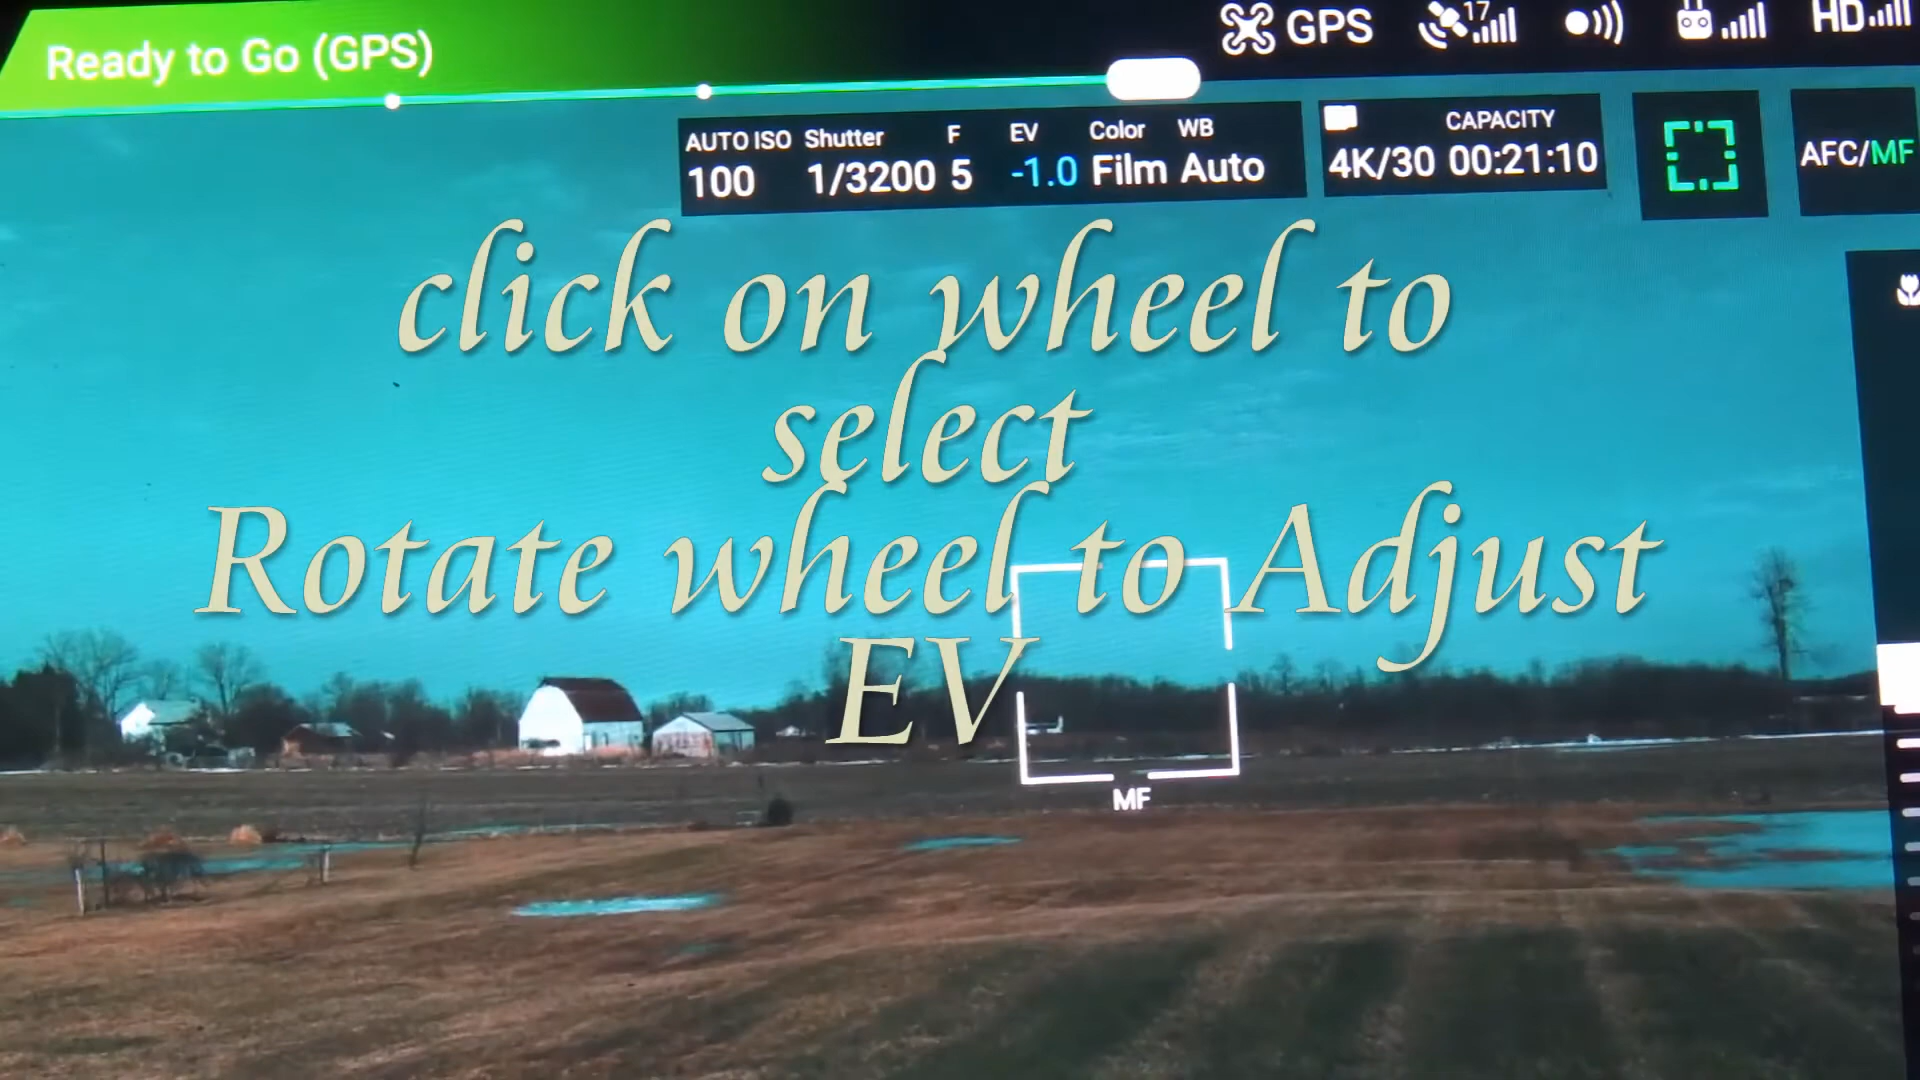 Ready to Go (GPS)
GPS
17
HD
AUTO ISO Shutter F EV Color WB
100 1/3200 5 -1.0 Film Auto
CAPACITY
4K/30 00:21:10
AFC/MF
click on wheel to
select
Rotate wheel to Adjust
EV
MF